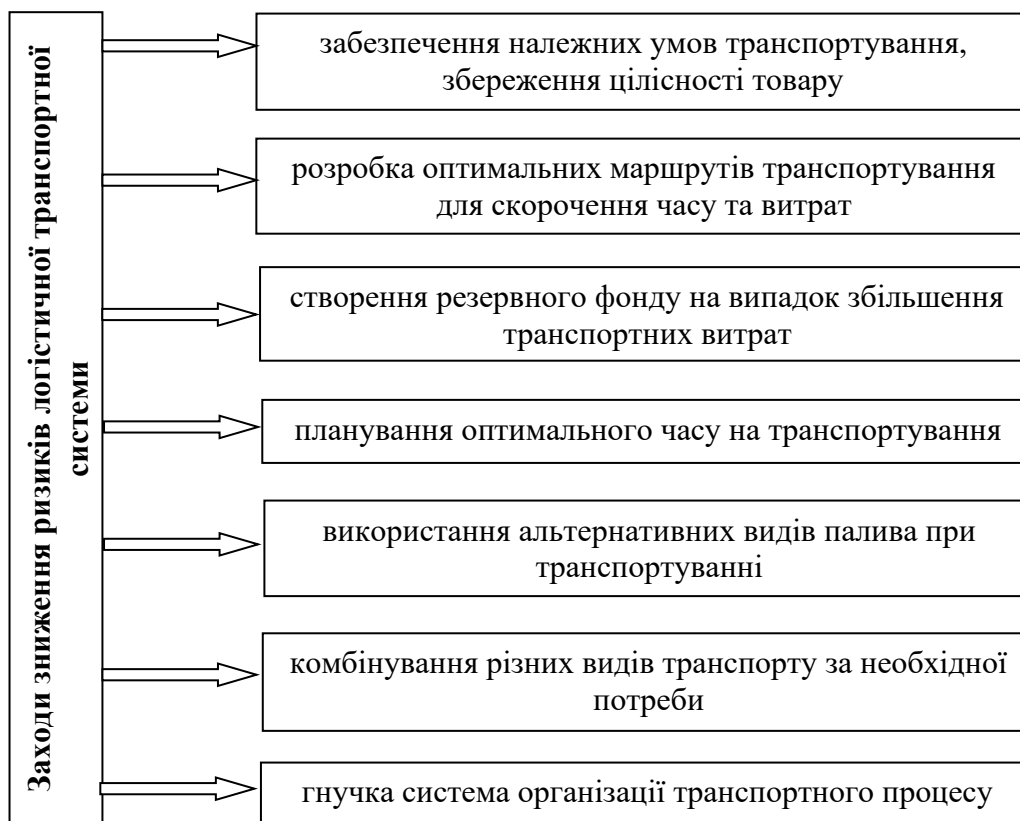 Заходи зниження ризиків логістичної транспортної
системи
забезпечення належних умов транспортування,
збереження цілісності товару
розробка оптимальних маршрутів транспортування
для скорочення часу та витрат
створення резервного фонду на випадок збільшення
транспортних витрат
планування оптимального часу на транспортування
використання альтернативних видів палива при
транспортуванні
комбінування різних видів транспорту за необхідної
потреби
гнучка система організації транспортного процесу